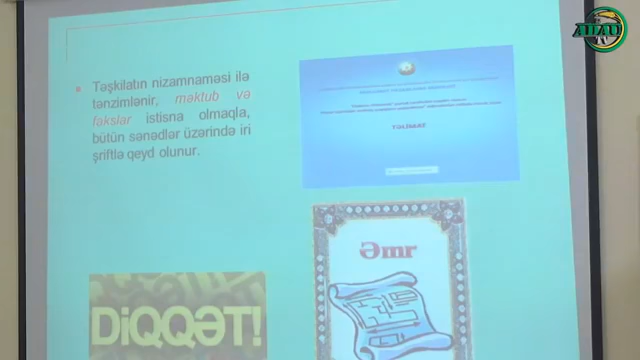 Təşkilatın nizamnaməsi ilə
tənzimlənir, məktub və
fakslar istisna olmaqla,
bütün sənədlər üzərində iri
şriftlə qeyd olunur.
TƏLİMAT
Əmr
DİQQƏT!
ADAU